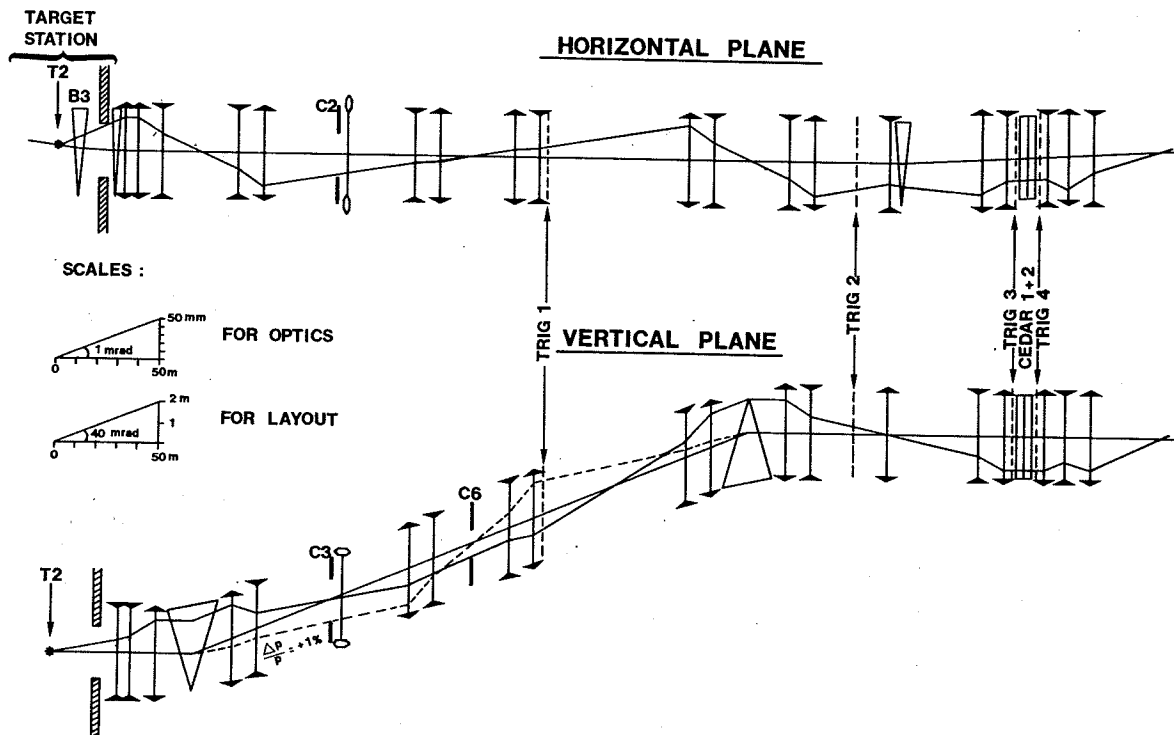 TARGET
STATION
T2
B3
HORIZONTAL PLANE
C2
SCALES :
50 mm
1 mrad
0
50 m
FOR OPTICS
2 m
1
40 mrad
0
50 m
FOR LAYOUT
TRIG 1
VERTICAL PLANE
TRIG 2
TRIG 3
CEDAR 1+2
TRIG 4
T2
C3
C6
Δp/p = +1%